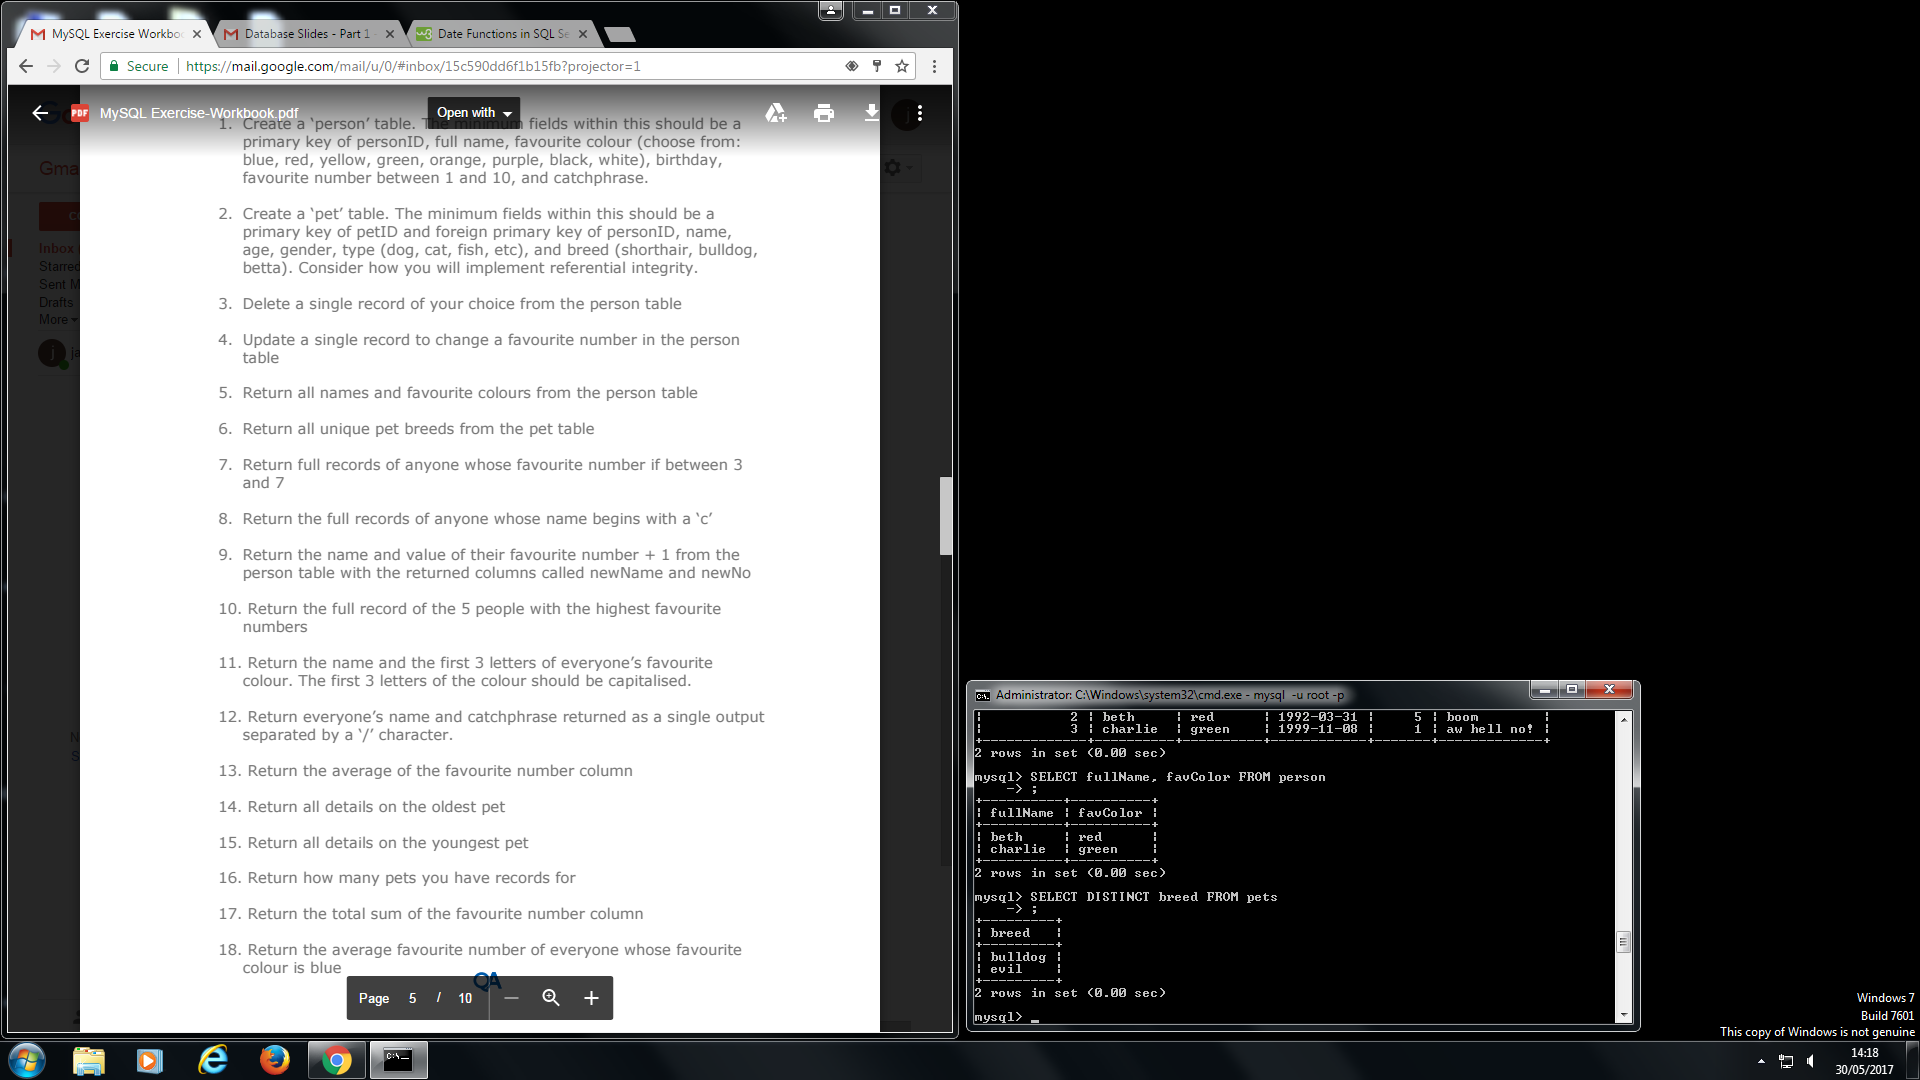 MySQL Exercise Workbo
Database Slides - Part 1
Date Functions in SQL Se
Secure
https://mail.google.com/mail/u/0/#inbox/15c590dd6f1b15fb?projector=1
PDF
MySQL Exercise-Workbook.pdf
Open with
1. Create a ‘person’ table. The minimum fields within this should be a
primary key of personID, full name, favourite colour (choose from:
blue, red, yellow, green, orange, purple, black, white), birthday,
favourite number between 1 and 10, and catchphrase.
2. Create a ‘pet’ table. The minimum fields within this should be a
primary key of petID and foreign primary key of personID, name,
age, gender, type (dog, cat, fish, etc), and breed (shorthair, bulldog,
betta). Consider how you will implement referential integrity.
3. Delete a single record of your choice from the person table
4. Update a single record to change a favourite number in the person
table
5. Return all names and favourite colours from the person table
6. Return all unique pet breeds from the pet table
7. Return full records of anyone whose favourite number if between 3
and 7
8. Return the full records of anyone whose name begins with a ‘c’
9. Return the name and value of their favourite number + 1 from the
person table with the returned columns called newName and newNo
10. Return the full record of the 5 people with the highest favourite
numbers
11. Return the name and the first 3 letters of everyone’s favourite
colour. The first 3 letters of the colour should be capitalised.
12. Return everyone’s name and catchphrase returned as a single output
separated by a ‘/’ character.
13. Return the average of the favourite number column
14. Return all details on the oldest pet
15. Return all details on the youngest pet
16. Return how many pets you have records for
17. Return the total sum of the favourite number column
18. Return the average favourite number of everyone whose favourite
colour is blue
QA
Page 5 / 10
Gma
Inbox
Starred
Sent M
Drafts
More
j
ja
Administrator: C:\Windows\system32\cmd.exe - mysql -u root -p
| 2 | beth | red | 1992-03-31 | 5 | boom |
| 3 | charlie | green | 1999-11-08 | 1 | aw hell no! |
2 rows in set (0.00 sec)
mysql> SELECT fullName, favColor FROM person
-> ;
| fullName | favColor |
| beth | red |
| charlie | green |
2 rows in set (0.00 sec)
mysql> SELECT DISTINCT breed FROM pets
-> ;
| breed |
| bulldog |
| evil |
2 rows in set (0.00 sec)
mysql> _
Windows 7
Build 7601
This copy of Windows is not genuine
14:18
30/05/2017